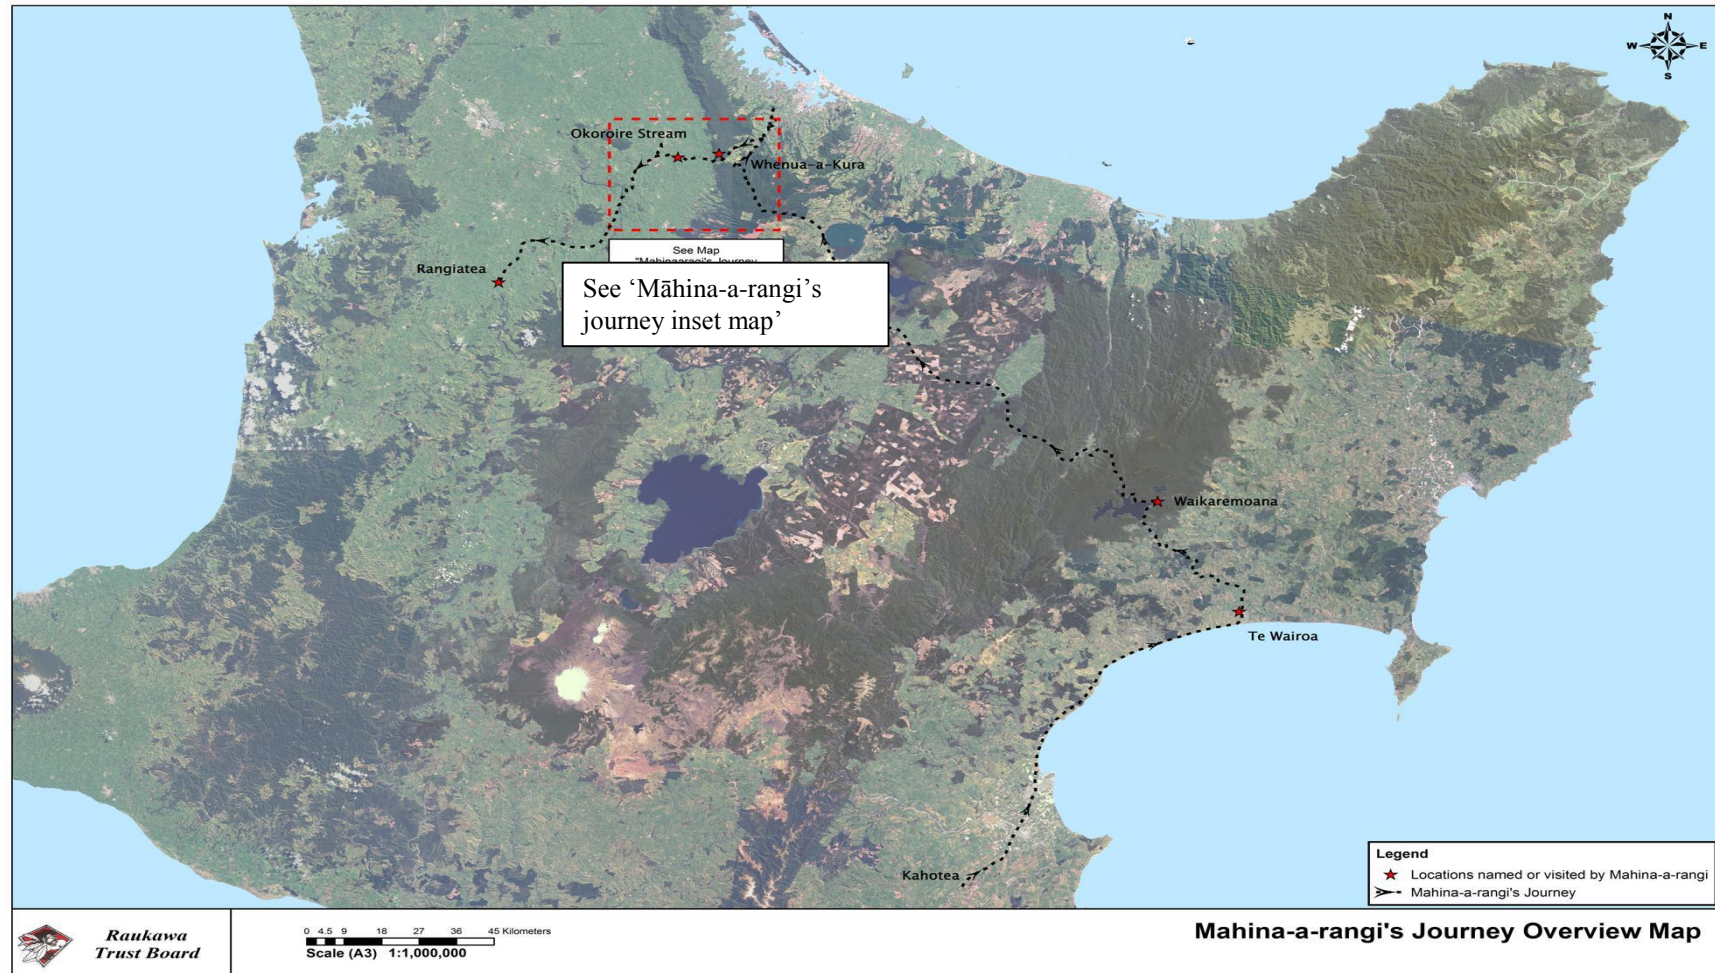 N
W E
S
Okoroire Stream
Whenua-a-Kura
See Map
"Mahinaarangi's Journey
Rangiatea
See ‘Māhina-a-rangi’s
journey inset map’
Waikaremoana
Te Wairoa
Kahotea
Legend
Locations named or visited by Mahina-a-rangi
Mahina-a-rangi's Journey
Raukawa
Trust Board
0 4.5 9 18 27 36 45 Kilometers
Scale (A3) 1:1,000,000
Mahina-a-rangi's Journey Overview Map